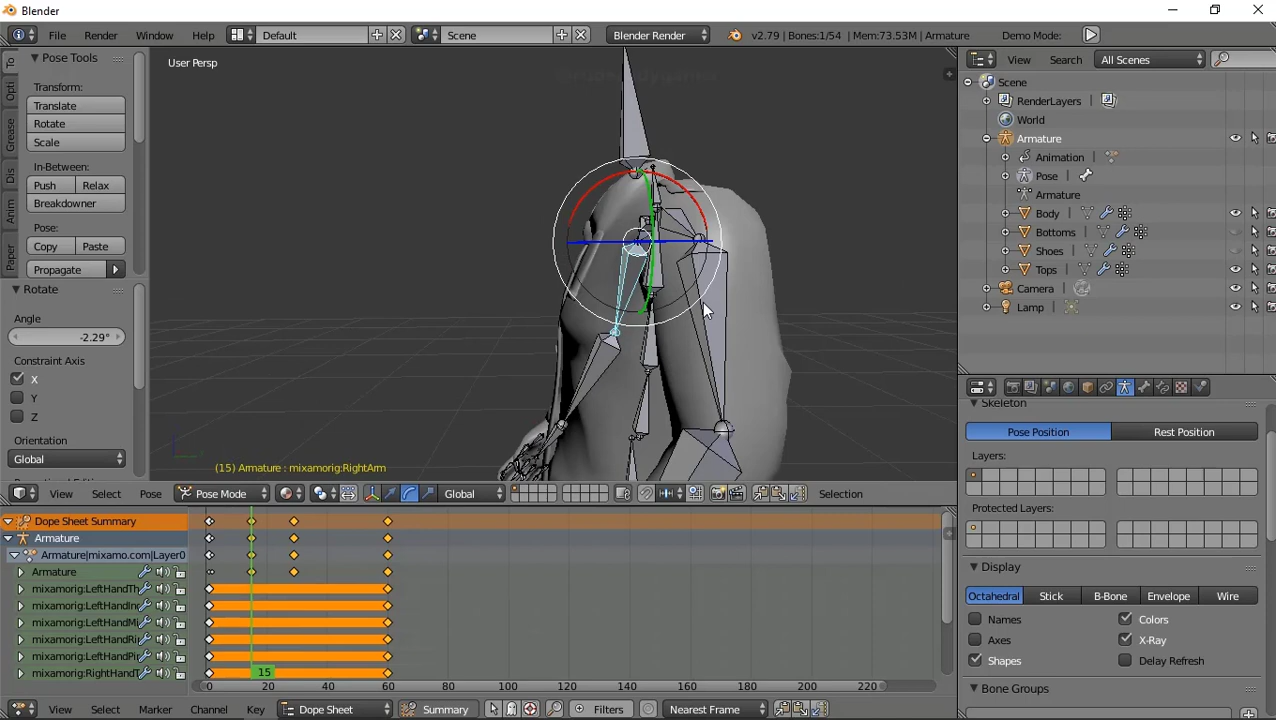 Blender
File Render Window Help Default Scene Blender Render v2.79 | Bones:1/54 | Mem:73.53M | Armature Demo Mode:
To
Opti
Grease
Dis
Anim
Paper
Pose Tools
Transform:
Translate
Rotate
Scale
In-Between:
Push Relax
Breakdowner
Pose:
Copy Paste
Propagate
Rotate
Angle
-2.29°
Constraint Axis
X
Y
Z
Orientation
Global
User Persp
(15) Armature : mixamorig:RightArm
View Select Pose Pose Mode Global Selection
View Search All Scenes
Scene
RenderLayers
World
Armature
Animation
Pose
Armature
Body
Bottoms
Shoes
Tops
Camera
Lamp
Skeleton
Pose Position Rest Position
Layers:
Protected Layers:
Display
Octahedral Stick B-Bone Envelope Wire
Names Colors
Axes X-Ray
Shapes Delay Refresh
Bone Groups
Dope Sheet Summary
Armature
Armature|mixamo.com|Layer0
Armature
mixamorig:LeftHandTh
mixamorig:LeftHandIn
mixamorig:LeftHandMi
mixamorig:LeftHandRi
mixamorig:LeftHandPin
mixamorig:RightHandT
15
0 20 40 60 80 100 120 140 160 180 200 220
View Select Marker Channel Key Dope Sheet Summary Filters Nearest Frame